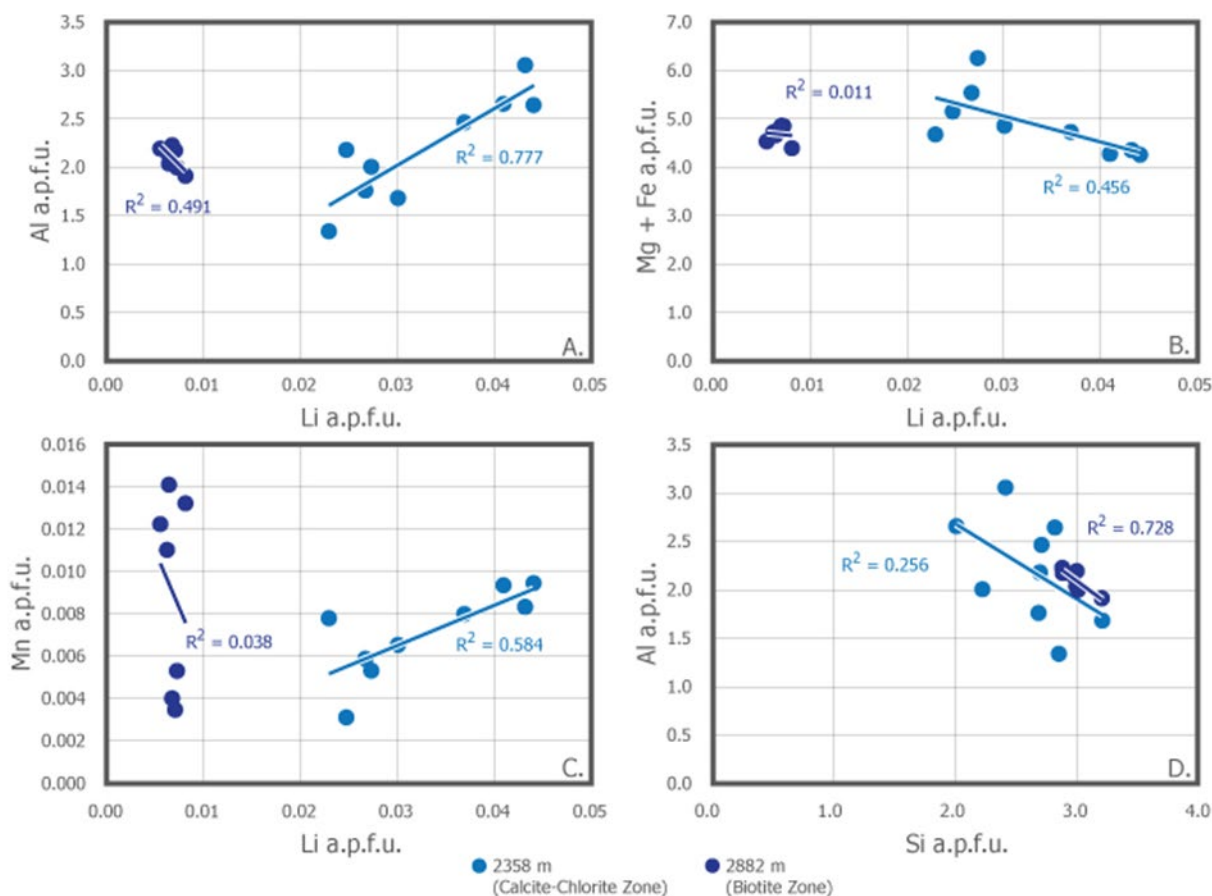 3.5
3.0
2.5
2.0
1.5
1.0
0.5
0.0
Al a.p.f.u.
R² = 0.777
R² = 0.491
A.
0.00 0.01 0.02 0.03 0.04 0.05
Li a.p.f.u.
7.0
6.0
5.0
4.0
3.0
2.0
1.0
0.0
Mg + Fe a.p.f.u.
R² = 0.011
R² = 0.456
B.
0.00 0.01 0.02 0.03 0.04 0.05
Li a.p.f.u.
0.016
0.014
0.012
0.010
0.008
0.006
0.004
0.002
0.000
Mn a.p.f.u.
R² = 0.038
R² = 0.584
C.
0.00 0.01 0.02 0.03 0.04 0.05
Li a.p.f.u.
3.5
3.0
2.5
2.0
1.5
1.0
0.5
0.0
Al a.p.f.u.
R² = 0.728
R² = 0.256
D.
0.0 1.0 2.0 3.0 4.0
Si a.p.f.u.
2358 m
(Calcite-Chlorite Zone)
2882 m
(Biotite Zone)